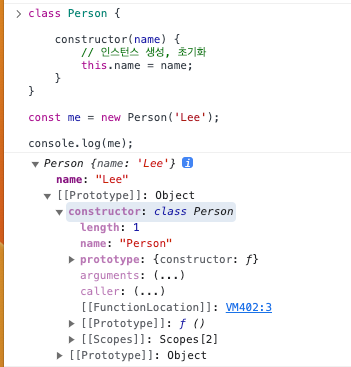 class Person {
constructor(name) {
// 인스턴스 생성, 초기화
this.name = name;
}
}
const me = new Person('Lee');
console.log(me);
Person {name: 'Lee'} i
name: "Lee"
[[Prototype]]: Object
constructor: class Person
length: 1
name: "Person"
prototype: {constructor: ƒ}
arguments: (...)
caller: (...)
[[FunctionLocation]]: VM402:3
[[Prototype]]: ƒ ()
[[Scopes]]: Scopes[2]
[[Prototype]]: Object